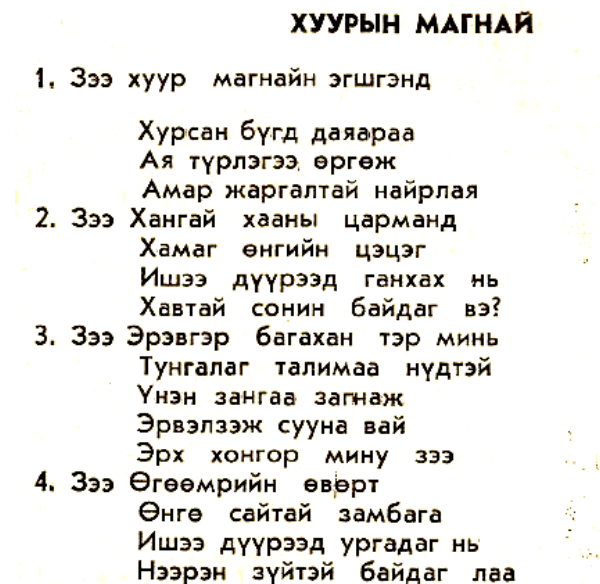 ХУУРЫН МАГНАЙ
1. Зээ хуур магнайн эгшгэнд
Хурсан бүгд даяараа
Ая түрлэгээ өргөж
Амар жаргалтай найрлая
2. Зээ Хангай хааны царманд
Хамаг өнгийн цэцэг
Ишээ дүүрээд ганхах нь
Хавтай сонин байдаг вэ?
3. Зээ Эрэвгэр багахан тэр минь
Тунгалаг талимаа нүдтэй
Үнэн зангаа загнаж
Эрвэлзэж сууна вай
Эрх хонгор мину зээ
4. Зээ Өгөөмрийн өвөрт
Өнгө сайтай замбага
Ишээ дүүрээд ургадаг нь
Нээрэн зүйтэй байдаг лаа